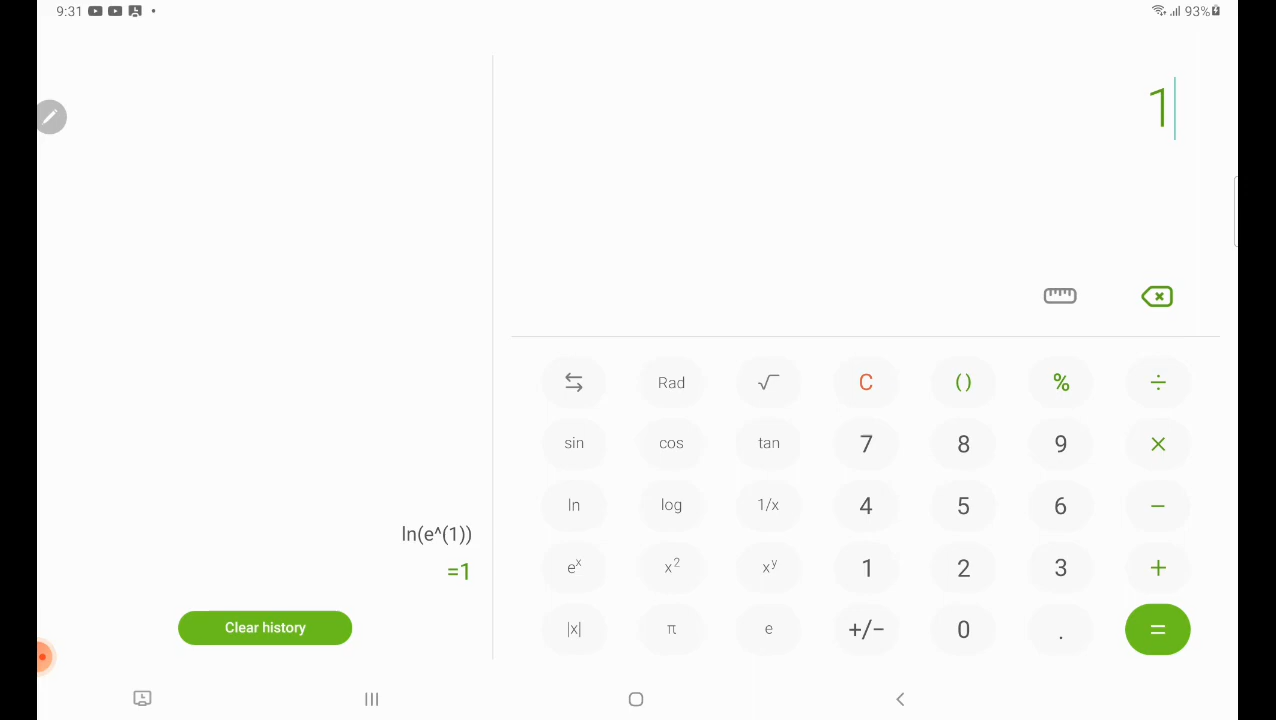 9:31
93%
1
ln(e^(1))
=1
Clear history
Rad √ C ( ) % ÷
sin cos tan 7 8 9 ×
ln log 1/x 4 5 6 −
eˣ x² xʸ 1 2 3 +
|x| π e +/− 0 . =